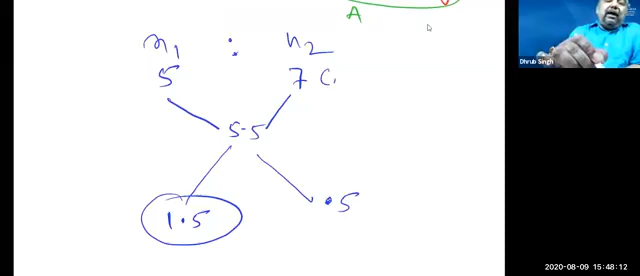 A
n1 : n2
5 7 C.
5-5
1.5 .5
Dhrub Singh
2020-08-09 15:48:12